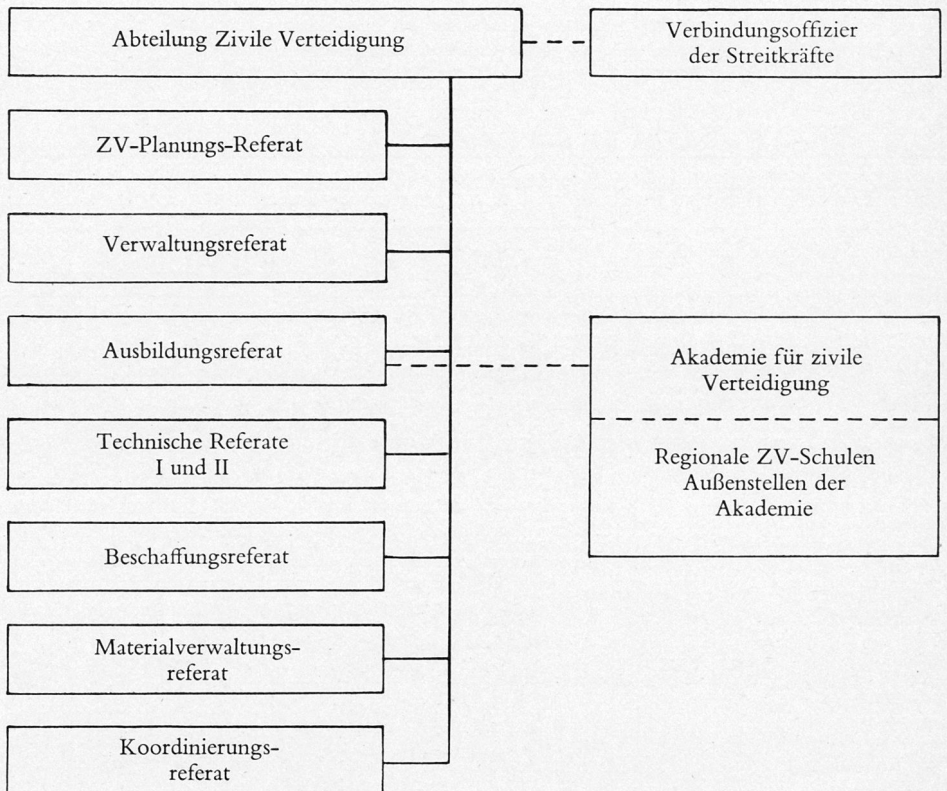 Abteilung Zivile Verteidigung
Verbindungsoffizier
der Streitkräfte
ZV-Planungs-Referat
Verwaltungsreferat
Ausbildungsreferat
Akademie für zivile
Verteidigung
Technische Referate
I und II
Regionale ZV-Schulen
Außenstellen der
Akademie
Beschaffungsreferat
Materialverwaltungs-
referat
Koordinierungs-
referat